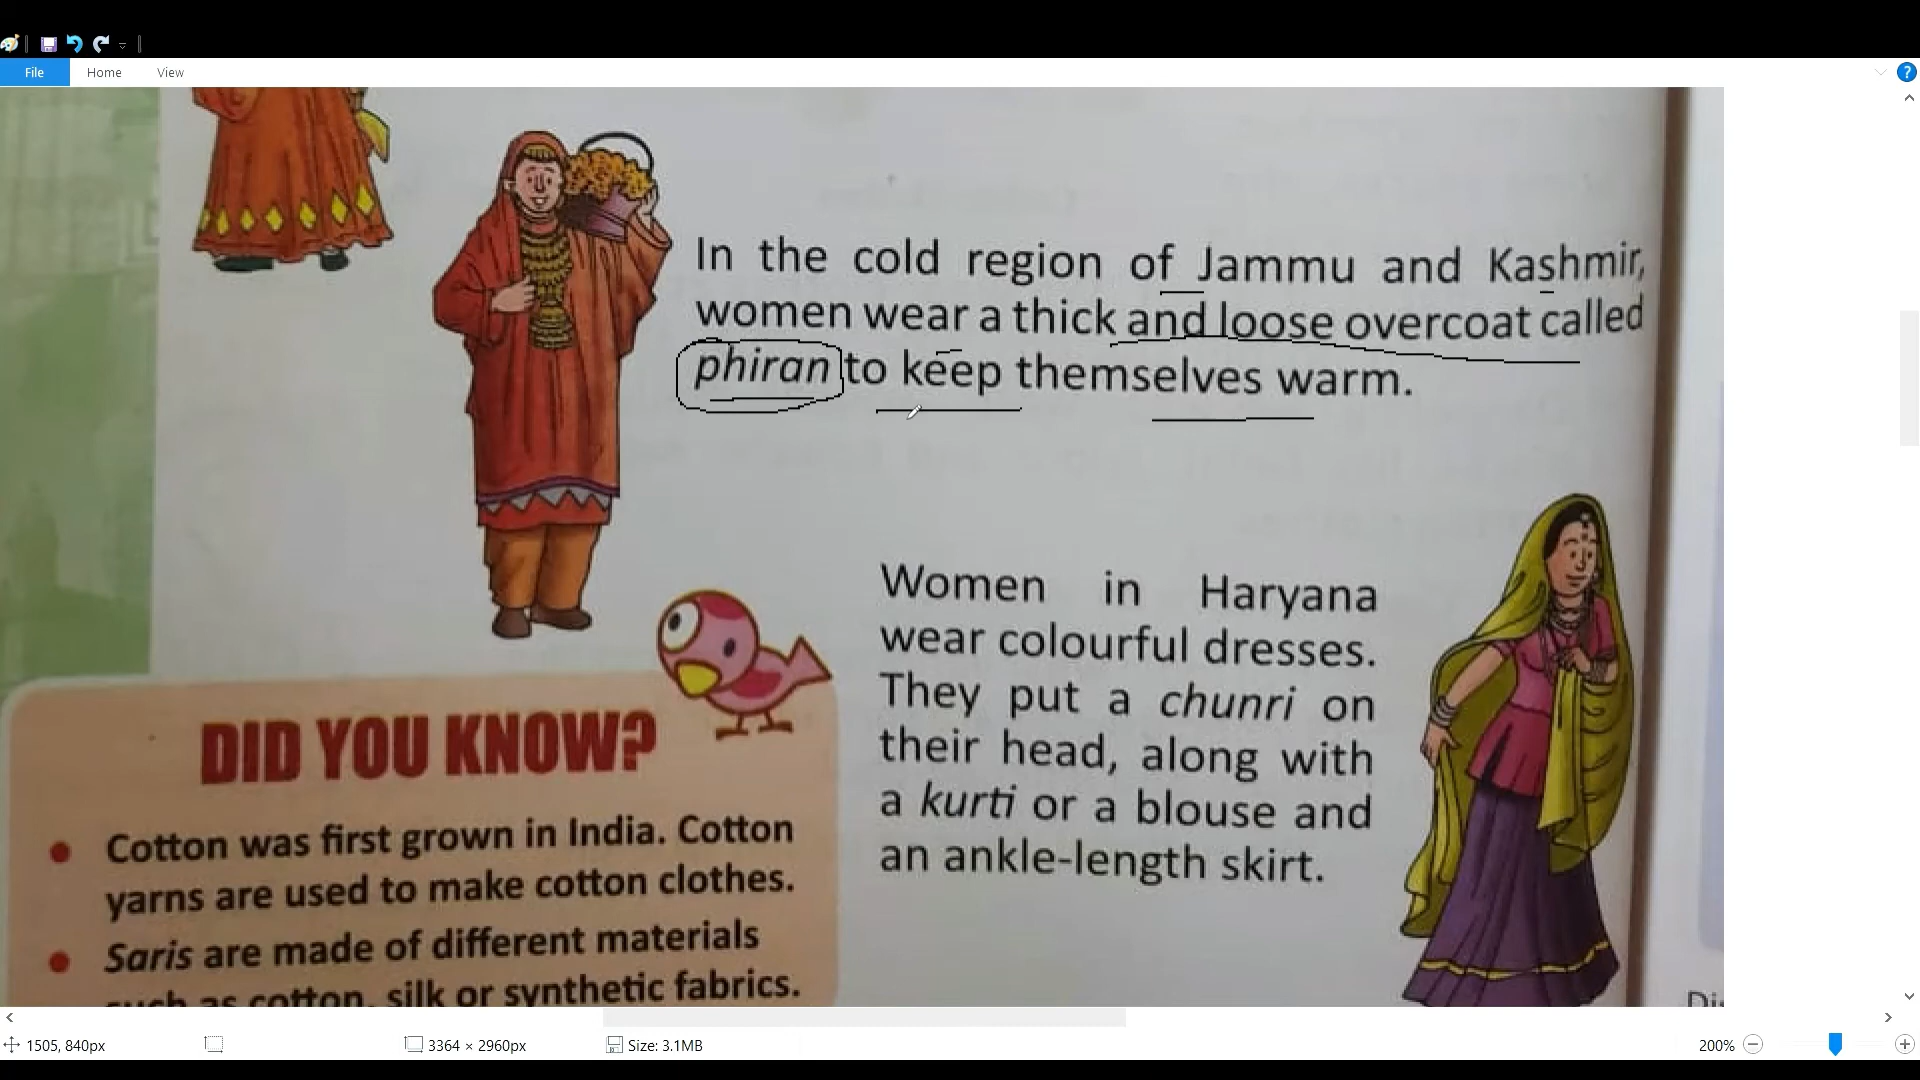 File
Home
View
In the cold region of Jammu and Kashmir,
women wear a thick and loose overcoat called
phiran to keep themselves warm.
Women in Haryana
wear colourful dresses.
They put a chunri on
their head, along with
a kurti or a blouse and
an ankle-length skirt.
DID YOU KNOW?
• Cotton was first grown in India. Cotton
yarns are used to make cotton clothes.
• Saris are made of different materials
such as cotton, silk or synthetic fabrics.
1505, 840px
3364 × 2960px
Size: 3.1MB
200%